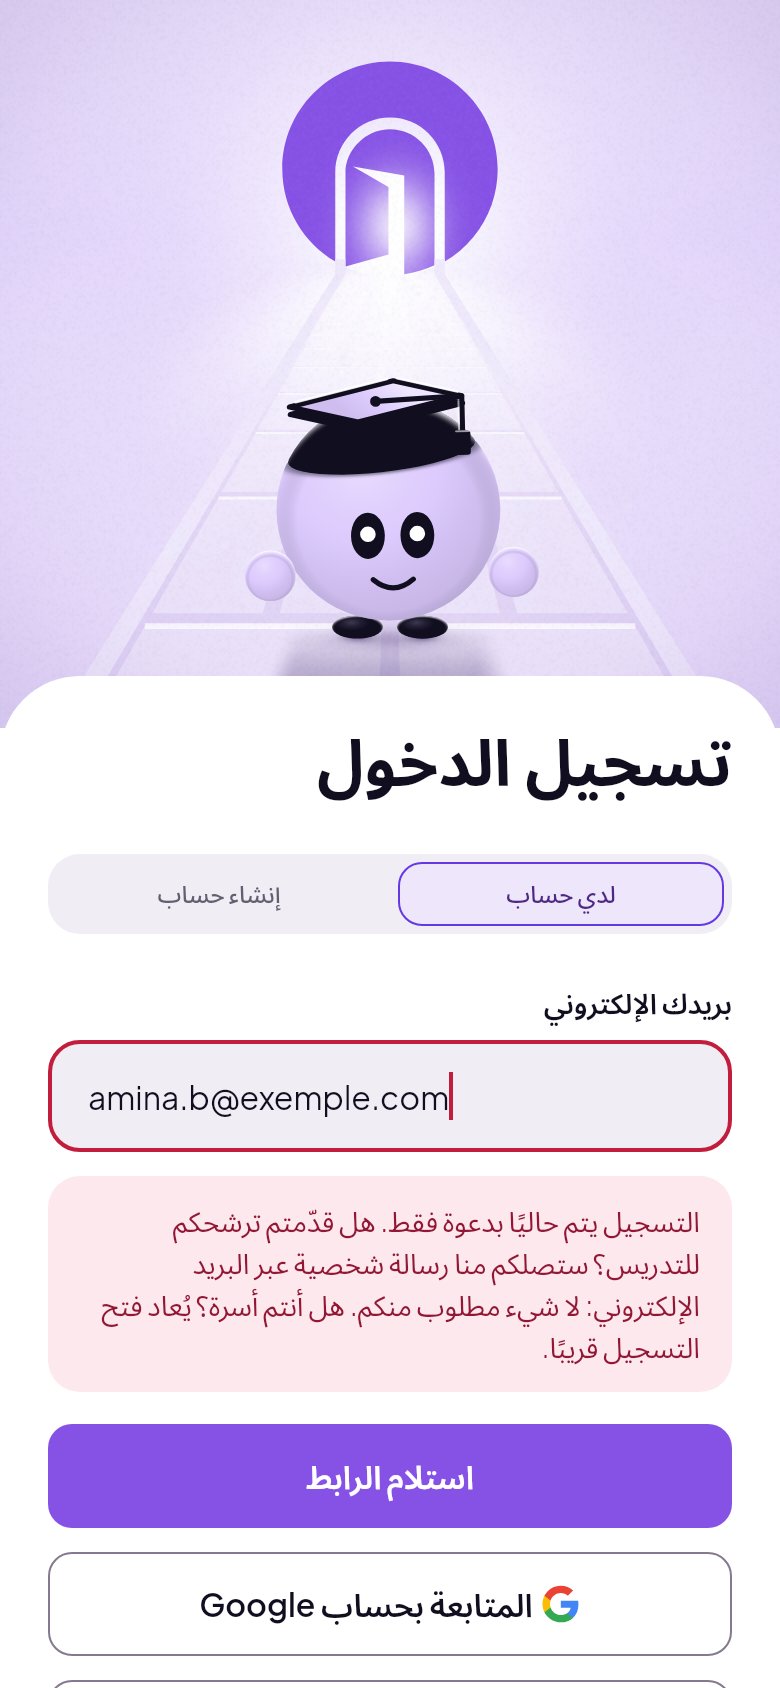 تسجيل الدخول
لدي حساب
إنشاء حساب
بريدك الإلكتروني
amina.b@exemple.com
التسجيل يتم حاليًا بدعوة فقط. هل قدّمتم ترشحكم
للتدريس؟ ستصلكم منا رسالة شخصية عبر البريد
الإلكتروني: لا شيء مطلوب منكم. هل أنتم أسرة؟ يُعاد فتح
التسجيل قريبًا.
استلام الرابط
المتابعة بحساب Google